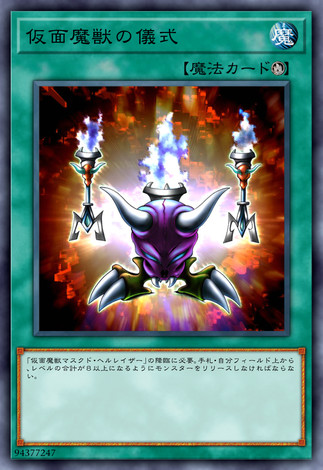 仮面魔獣の儀式
魔
【魔法カード】
「仮面魔獣マスクド・ヘルレイザー」の降臨に必要。手札・自分フィールド上から、
レベルの合計が8以上になるようにモンスターをリリースしなければならな
い。
94377247